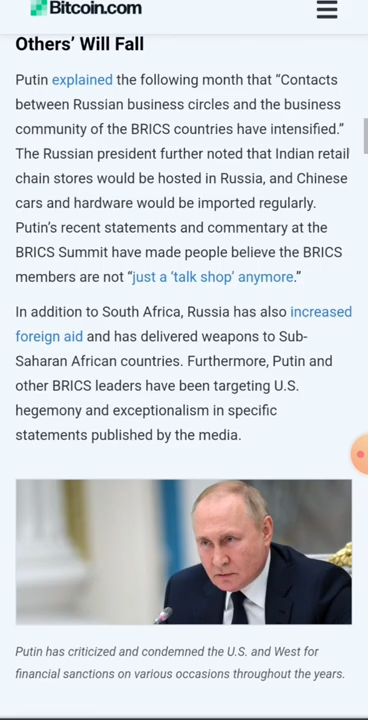 Bitcoin.com
Others’ Will Fall
Putin explained the following month that “Contacts
between Russian business circles and the business
community of the BRICS countries have intensified.”
The Russian president further noted that Indian retail
chain stores would be hosted in Russia, and Chinese
cars and hardware would be imported regularly.
Putin’s recent statements and commentary at the
BRICS Summit have made people believe the BRICS
members are not “just a ‘talk shop’ anymore.”
In addition to South Africa, Russia has also increased
foreign aid and has delivered weapons to Sub-
Saharan African countries. Furthermore, Putin and
other BRICS leaders have been targeting U.S.
hegemony and exceptionalism in specific
statements published by the media.
Putin has criticized and condemned the U.S. and West for
financial sanctions on various occasions throughout the years.